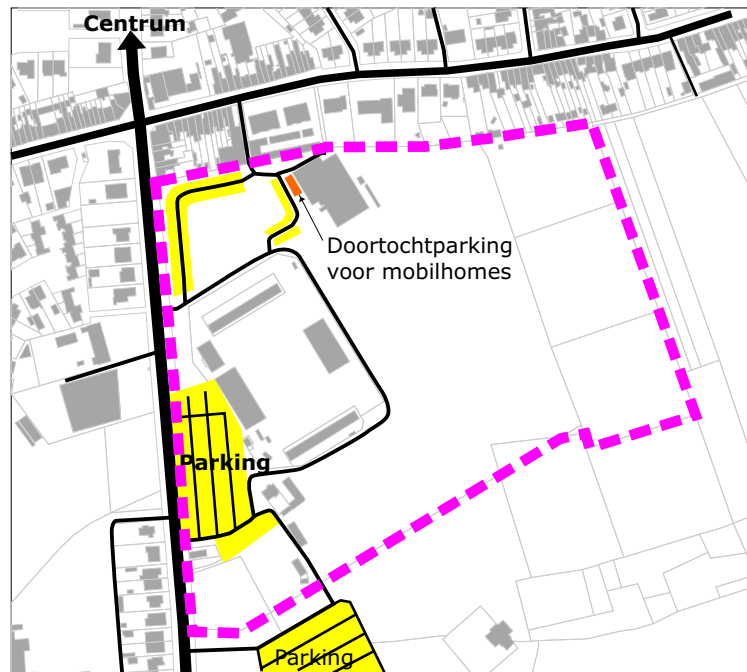 Centrum
Doortochtparking
voor mobilhomes
Parking
Parking